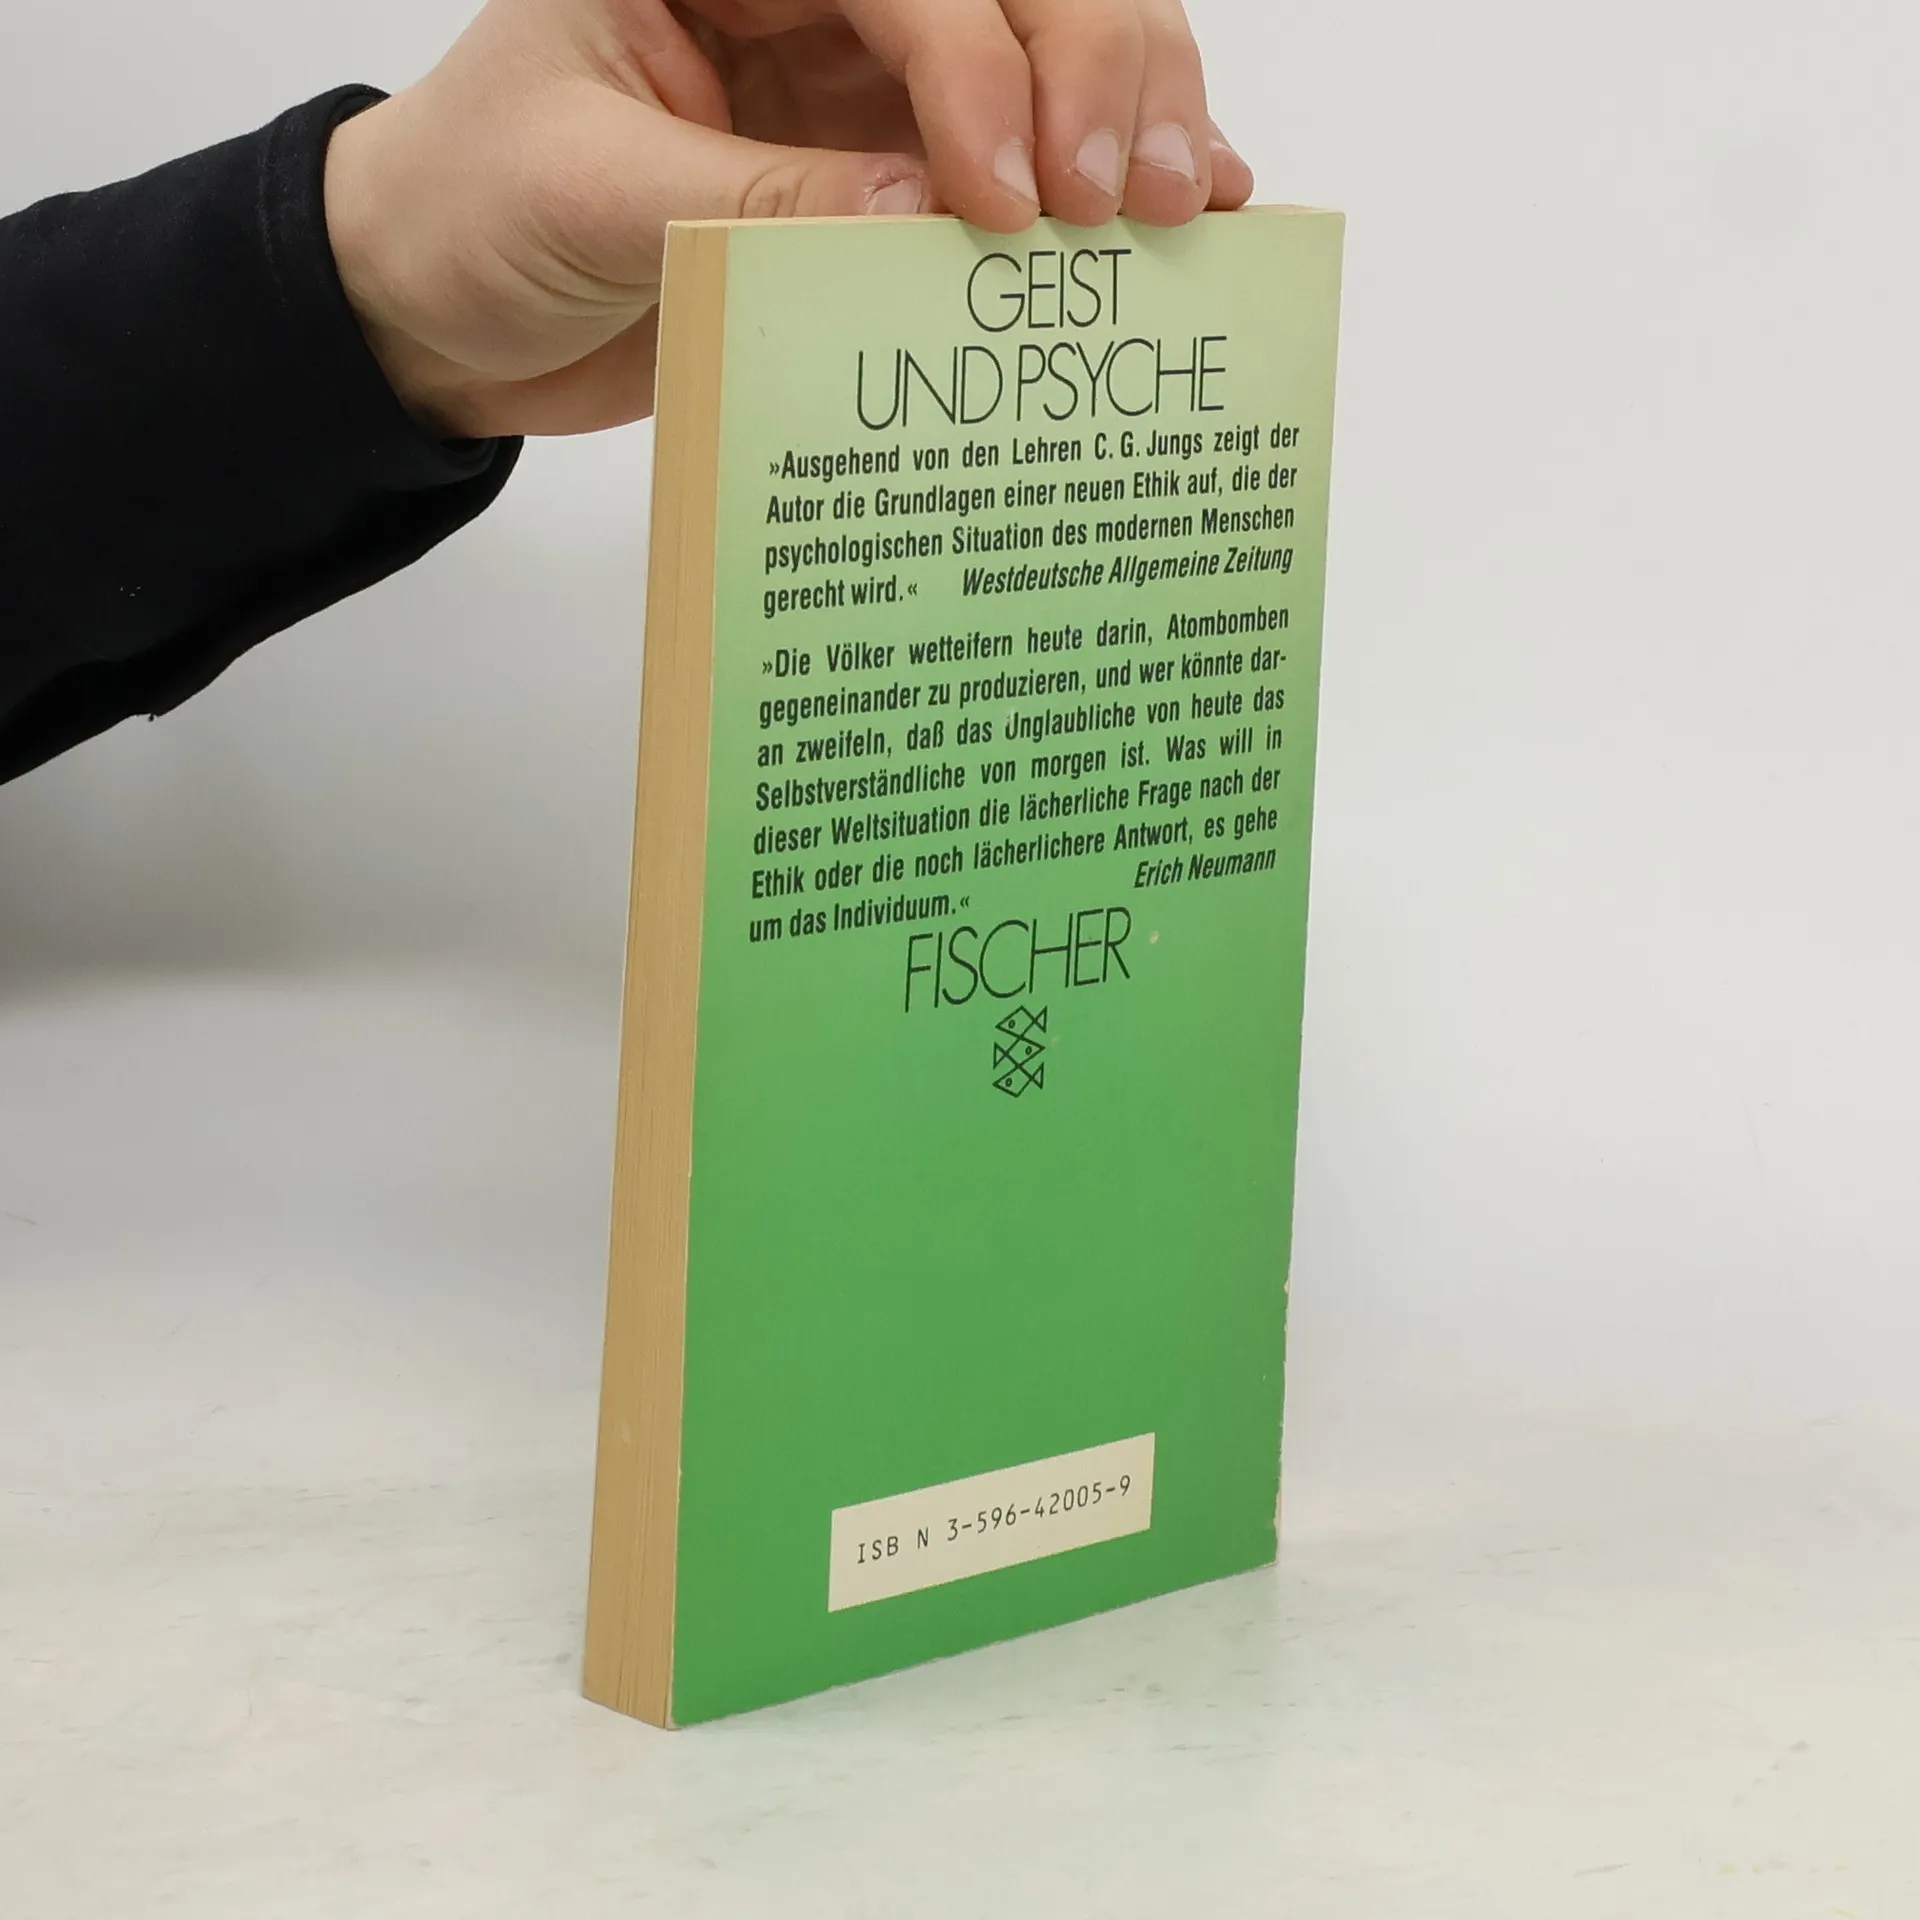 GEIST
UND PSYCHE
»Ausgehend von den Lehren C. G. Jungs zeigt der
Autor die Grundlagen einer neuen Ethik auf, die der
psychologischen Situation des modernen Menschen
gerecht wird.« Westdeutsche Allgemeine Zeitung
»Die Völker wetteifern heute darin, Atombomben
gegeneinander zu produzieren, und wer könnte dar-
an zweifeln, daß das Unglaubliche von heute das
Selbstverständliche von morgen ist. Was will in
dieser Weltsituation die lächerliche Frage nach der
Ethik oder die noch lächerlichere Antwort, es gehe
um das Individuum.« Erich Neumann
FISCHER
ISB N 3-596-42005-9